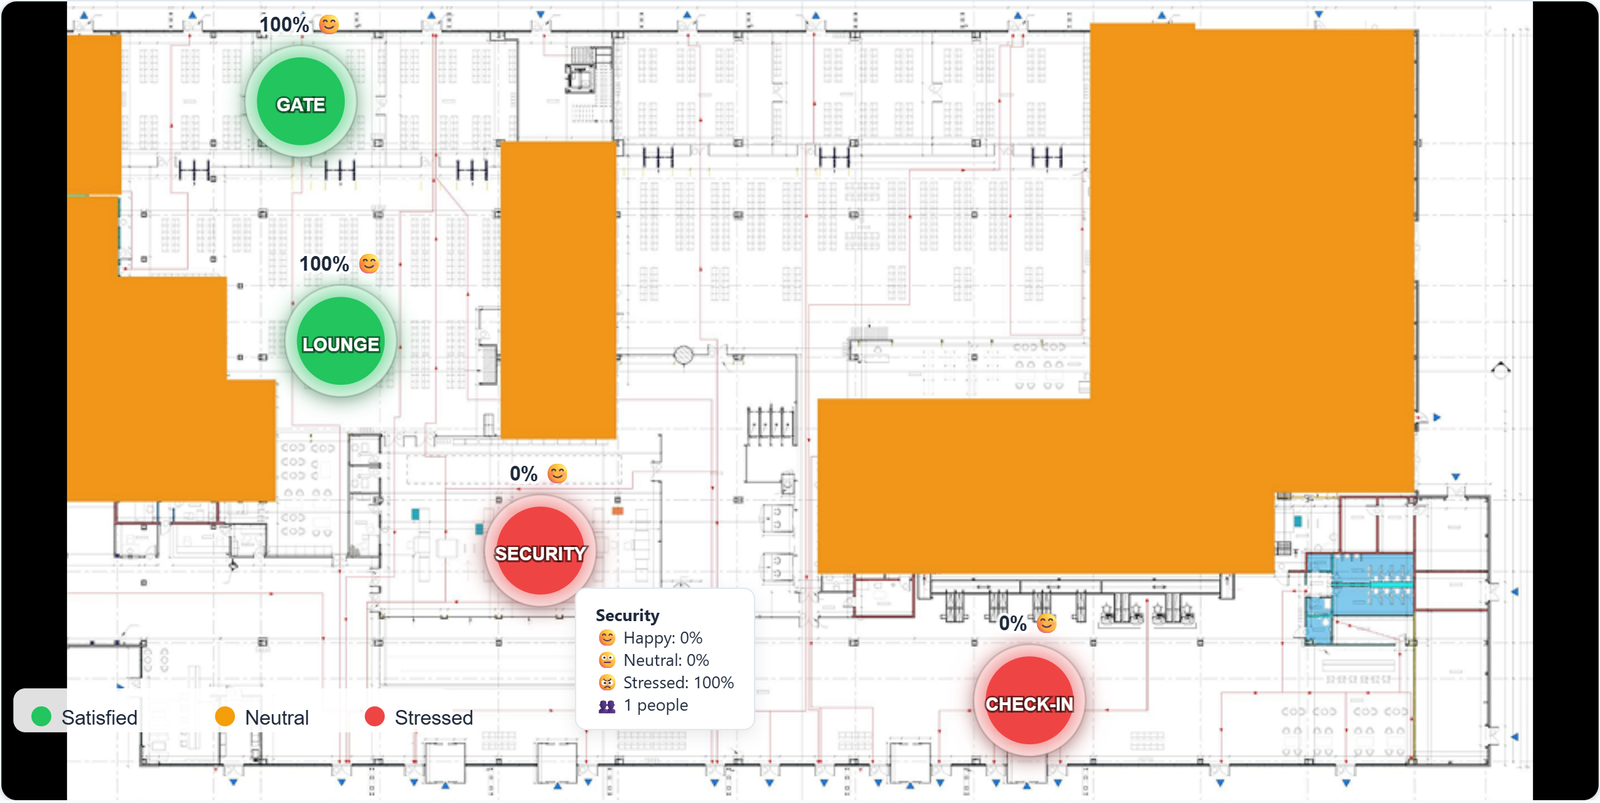 100% 😊
GATE
100% 😊
LOUNGE
0% 😊
SECURITY
Security
😊 Happy: 0%
😐 Neutral: 0%
😠 Stressed: 100%
👥 1 people
0% 😊
CHECK-IN
Satisfied
Neutral
Stressed